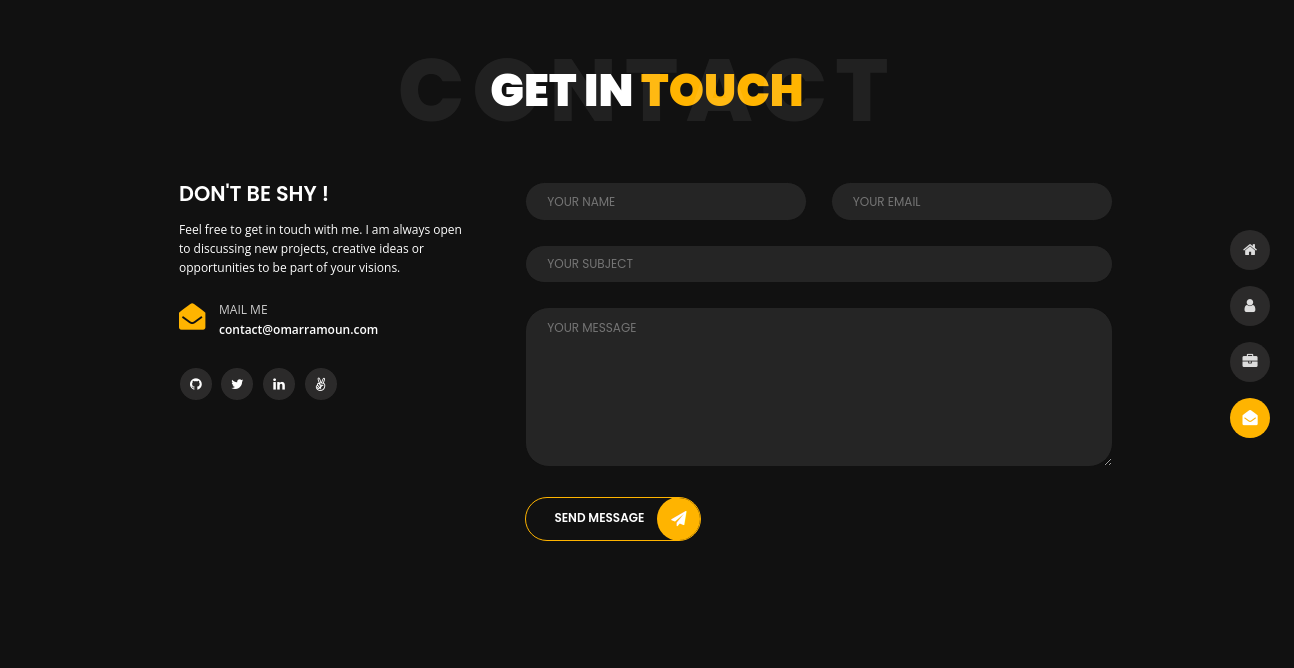 CONTACT
GET IN TOUCH
DON'T BE SHY !
Feel free to get in touch with me. I am always open
to discussing new projects, creative ideas or
opportunities to be part of your visions.
MAIL ME
contact@omarramoun.com
YOUR NAME
YOUR EMAIL
YOUR SUBJECT
YOUR MESSAGE
SEND MESSAGE